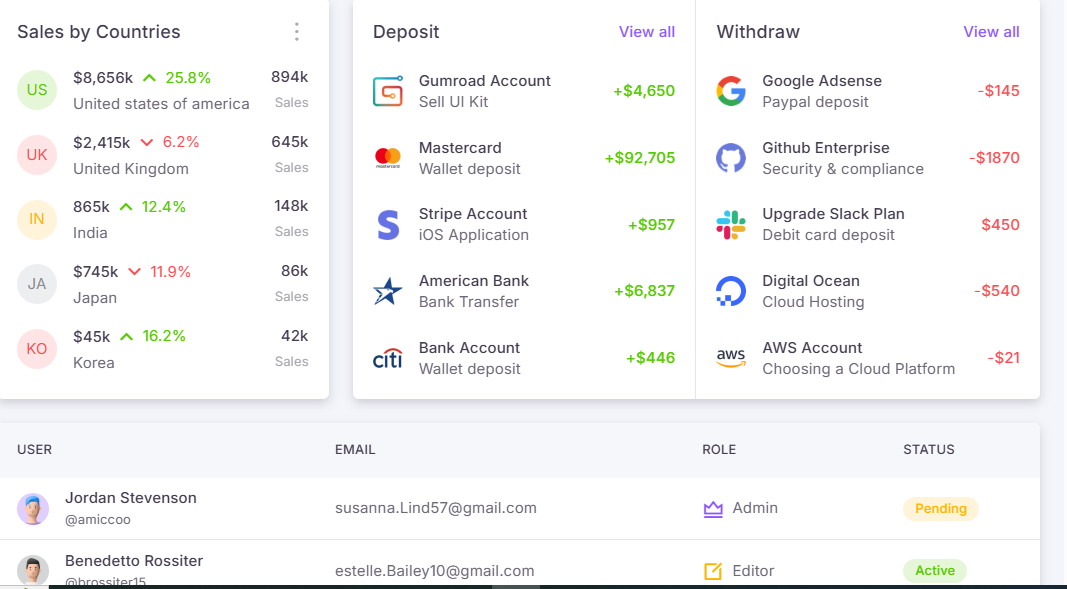 Sales by Countries
US
$8,656k 25.8% 894k
United states of america Sales
UK
$2,415k 6.2% 645k
United Kingdom Sales
IN
865k 12.4% 148k
India Sales
JA
$745k 11.9% 86k
Japan Sales
KO
$45k 16.2% 42k
Korea Sales
Deposit View all
Gumroad Account
Sell UI Kit
+$4,650
mastercard
Mastercard
Wallet deposit
+$92,705
Stripe Account
iOS Application
+$957
American Bank
Bank Transfer
+$6,837
citi
Bank Account
Wallet deposit
+$446
Withdraw View all
Google Adsense
Paypal deposit
-$145
Github Enterprise
Security & compliance
-$1870
Upgrade Slack Plan
Debit card deposit
$450
Digital Ocean
Cloud Hosting
-$540
aws
AWS Account
Choosing a Cloud Platform
-$21
USER EMAIL ROLE STATUS
Jordan Stevenson
@amiccoo
susanna.Lind57@gmail.com Admin Pending
Benedetto Rossiter
@brossiter15
estelle.Bailey10@gmail.com Editor Active